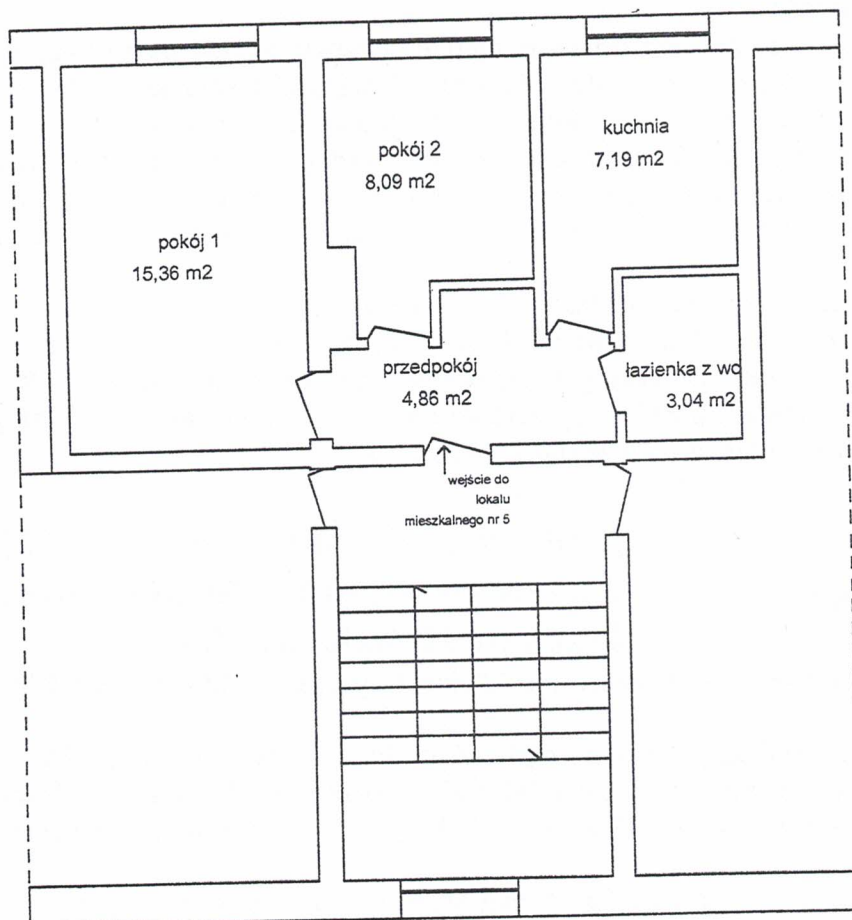 kuchnia
7,19 m2
pokój 2
8,09 m2
pokój 1
15,36 m2
przedpokój
4,86 m2
łazienka z wc
3,04 m2
wejście do
lokalu
mieszkalnego nr 5